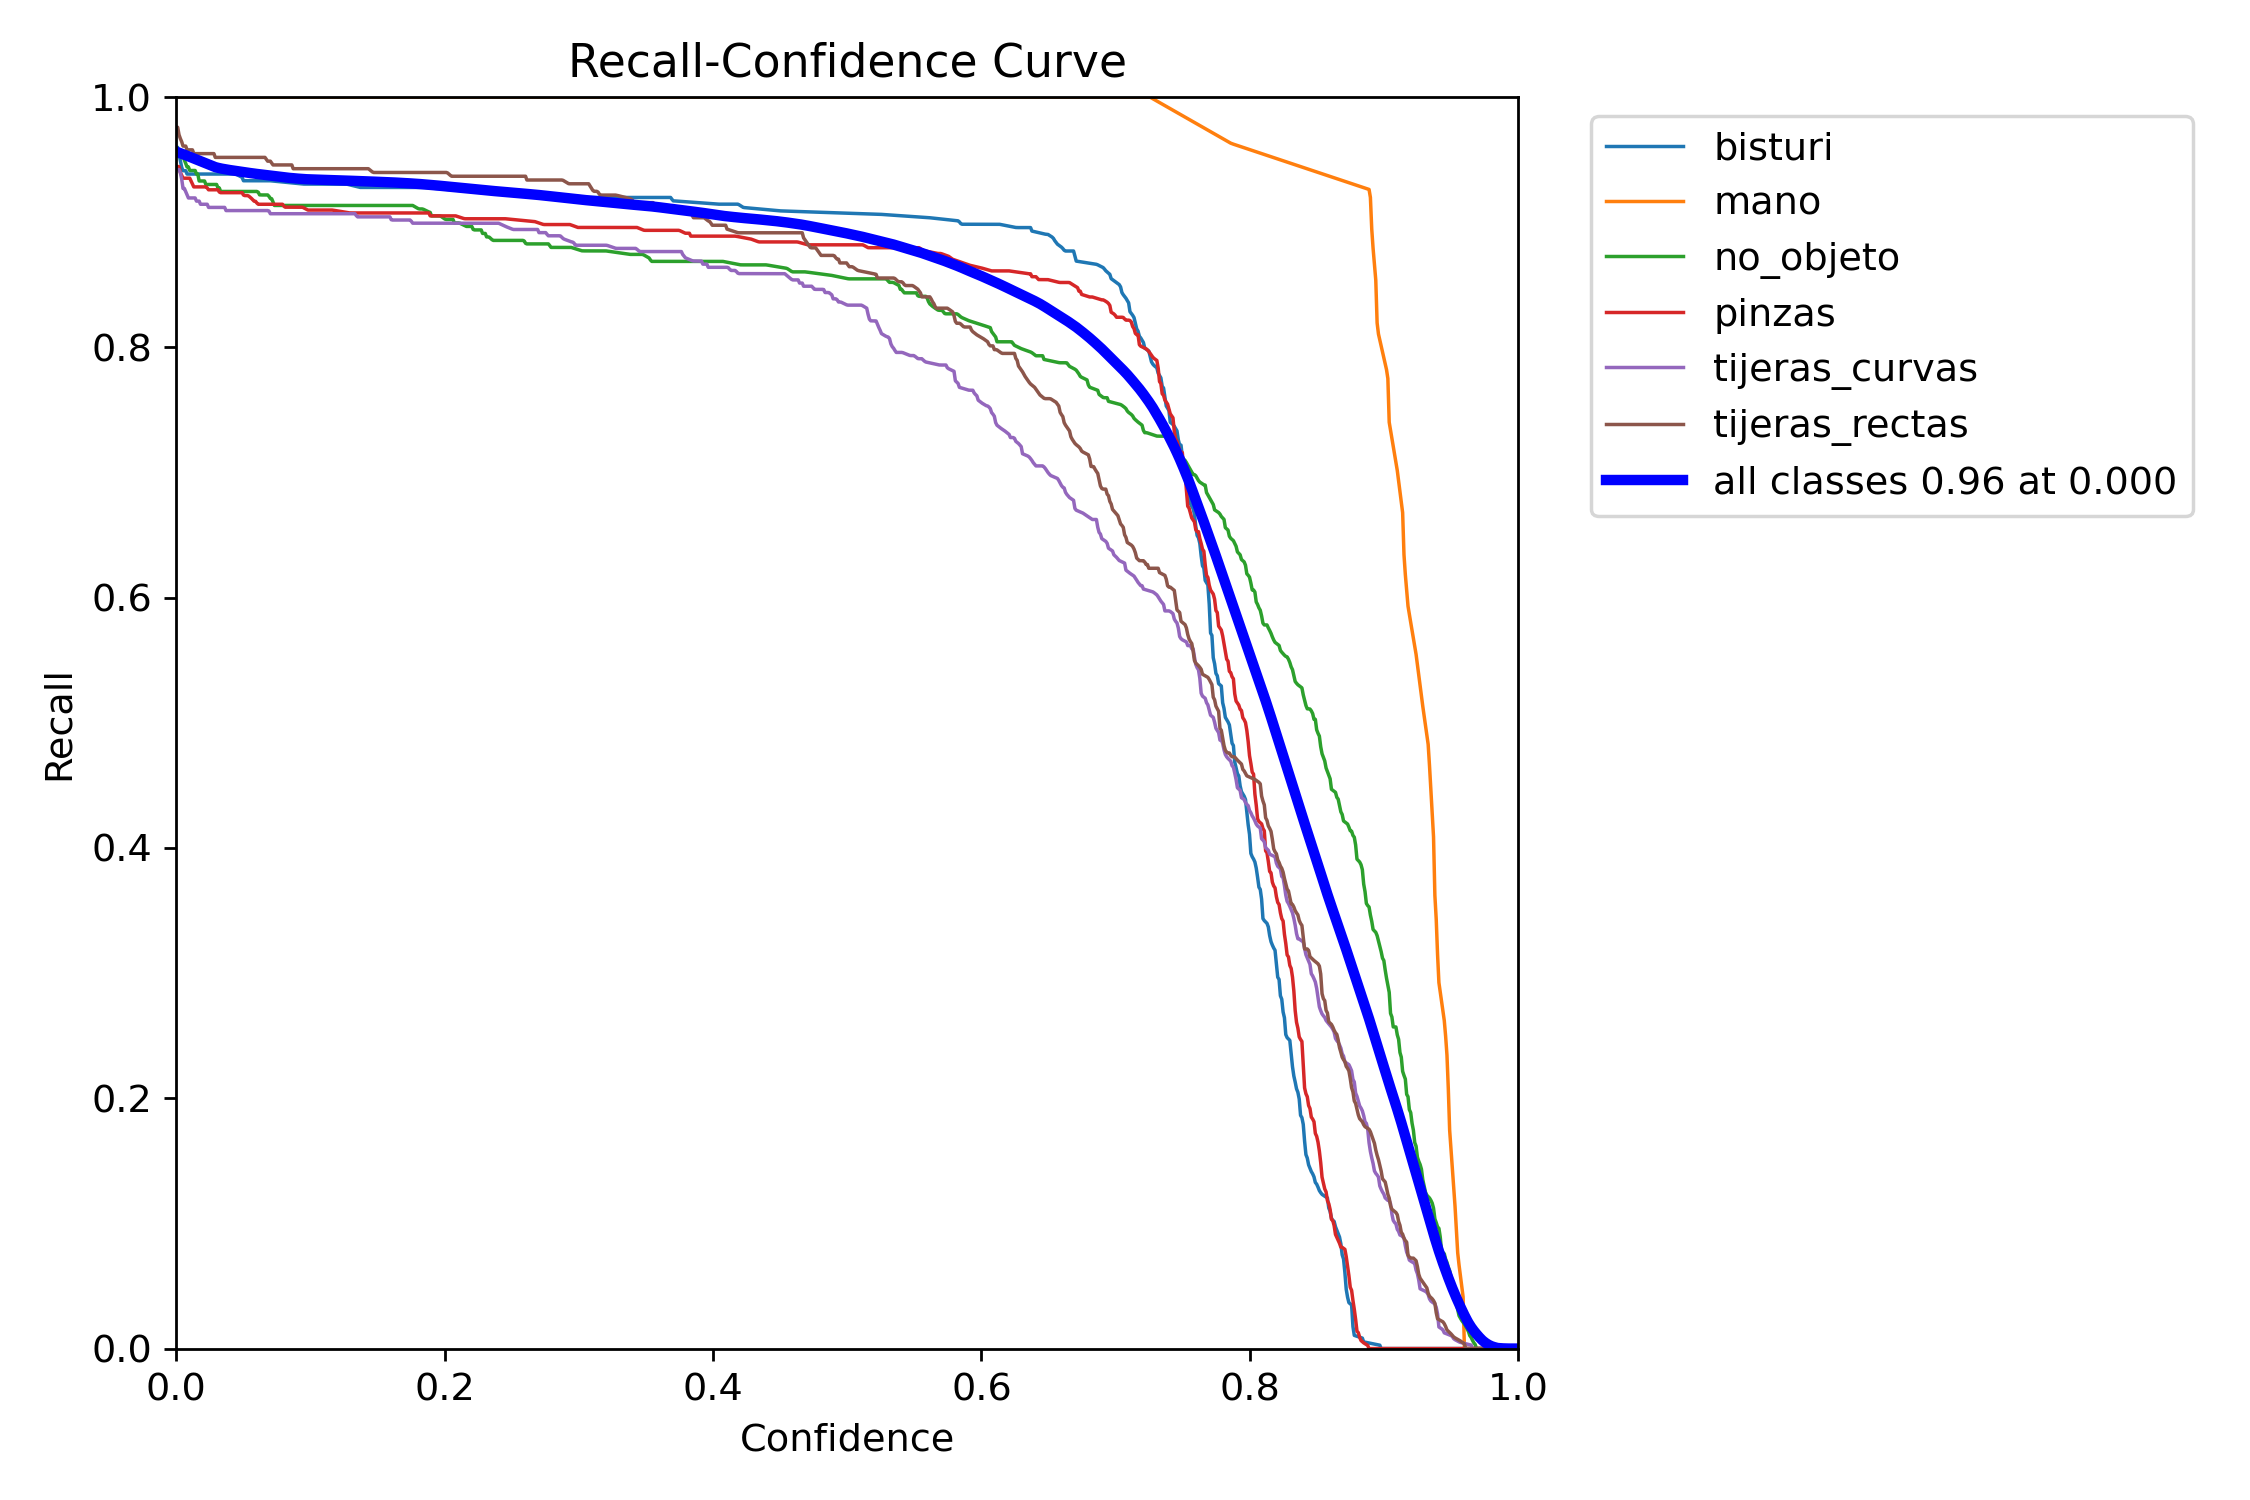 Recall-Confidence Curve
1.0
0.8
0.6
0.4
0.2
0.0
Recall
0.0 0.2 0.4 0.6 0.8 1.0
Confidence
bisturi
mano
no_objeto
pinzas
tijeras_curvas
tijeras_rectas
all classes 0.96 at 0.000